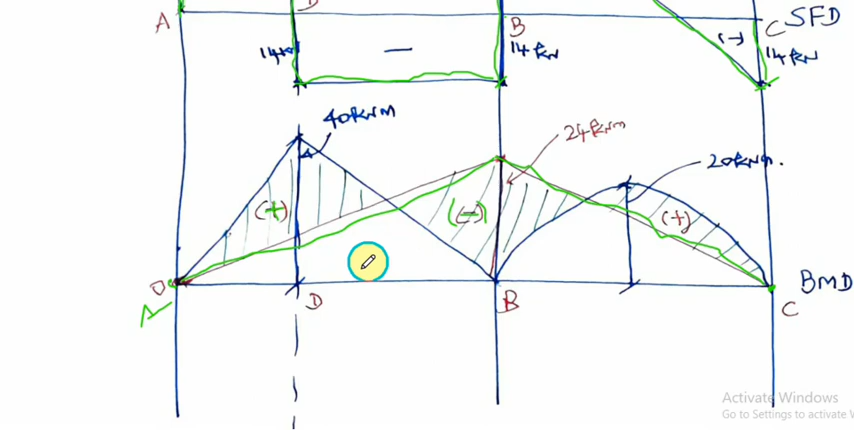 D
A
B
C SFD
14kN
—
14kN
(-)
14kN
40kNm
24kNm
20kNm.
(+)
(-)
(+)
O
A
D
B
C
BMD
Activate Windows
Go to Settings to activate W